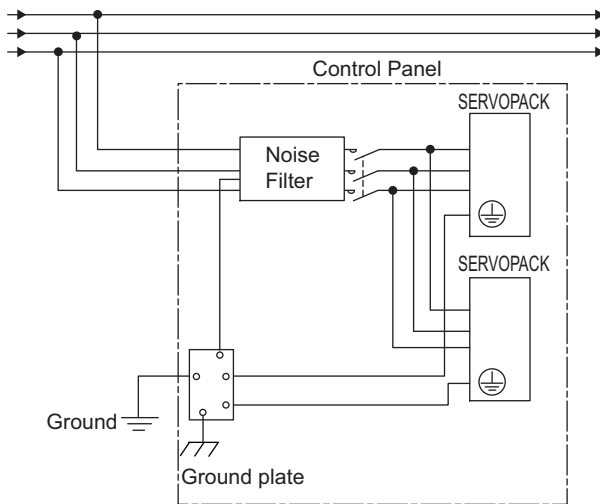 Control Panel
SERVOPACK
Noise
Filter
SERVOPACK
Ground
Ground plate